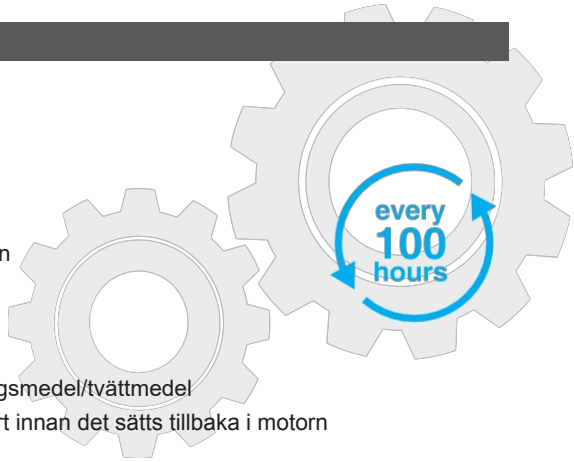 every
100
hours
n
gsmedel/tvättmedel
rt innan det sätts tillbaka i motorn